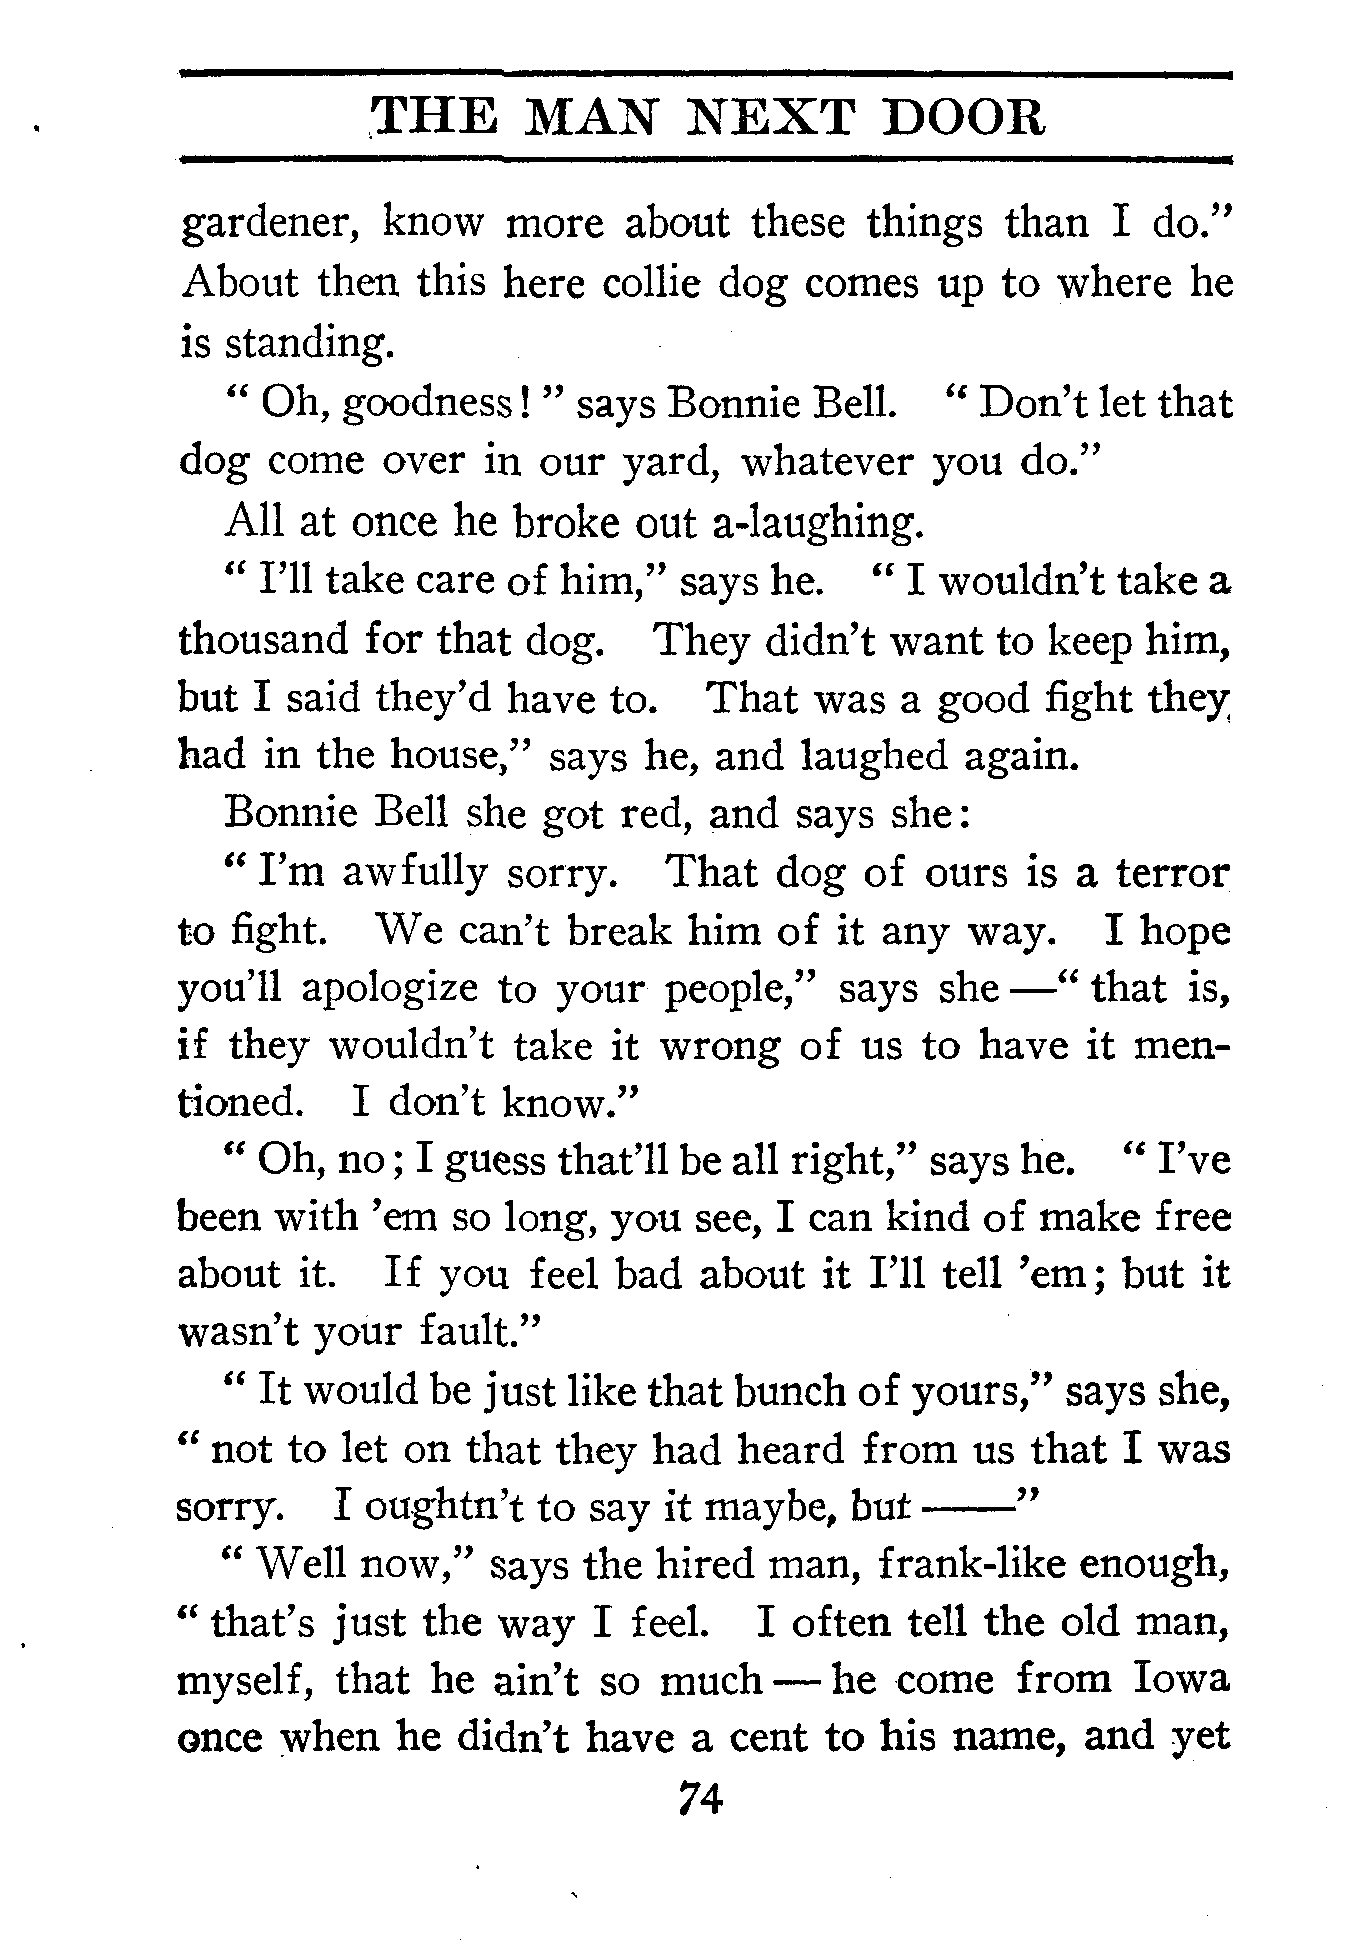 THE MAN NEXT DOOR
gardener, know more about these things than I do."
About then this here collie dog comes up to where he
is standing.
" Oh, goodness! " says Bonnie Bell. " Don't let that
dog come over in our yard, whatever you do."
All at once he broke out a-laughing.
" I'll take care of him," says he. " I wouldn't take a
thousand for that dog. They didn't want to keep him,
but I said they'd have to. That was a good fight they
had in the house," says he, and laughed again.
Bonnie Bell she got red, and says she:
" I'm awfully sorry. That dog of ours is a terror
to fight. We can't break him of it any way. I hope
you'll apologize to your people," says she —" that is,
if they wouldn't take it wrong of us to have it men-
tioned. I don't know."
" Oh, no; I guess that'll be all right," says he. " I've
been with 'em so long, you see, I can kind of make free
about it. If you feel bad about it I'll tell 'em; but it
wasn't your fault."
" It would be just like that bunch of yours," says she,
" not to let on that they had heard from us that I was
sorry. I oughtn't to say it maybe, but ——"
" Well now," says the hired man, frank-like enough,
" that's just the way I feel. I often tell the old man,
myself, that he ain't so much — he come from Iowa
once when he didn't have a cent to his name, and yet
74